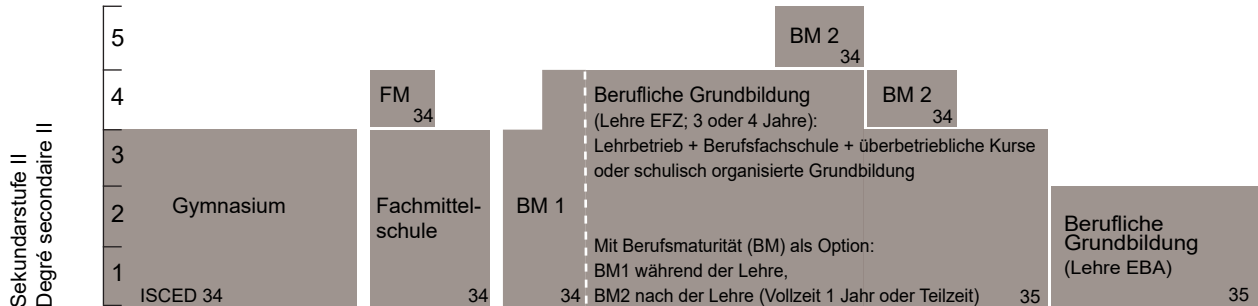 Sekundarstufe II
Degré secondaire II
5
4
3
2
1
Gymnasium
ISCED 34
FM
34
Fachmittel-
schule
34
BM 1
34
Berufliche Grundbildung
(Lehre EFZ; 3 oder 4 Jahre):
Lehrbetrieb + Berufsfachschule + überbetriebliche Kurse
oder schulisch organisierte Grundbildung
Mit Berufsmaturität (BM) als Option:
BM1 während der Lehre,
BM2 nach der Lehre (Vollzeit 1 Jahr oder Teilzeit)
35
BM 2
34
BM 2
34
Berufliche
Grundbildung
(Lehre EBA)
35